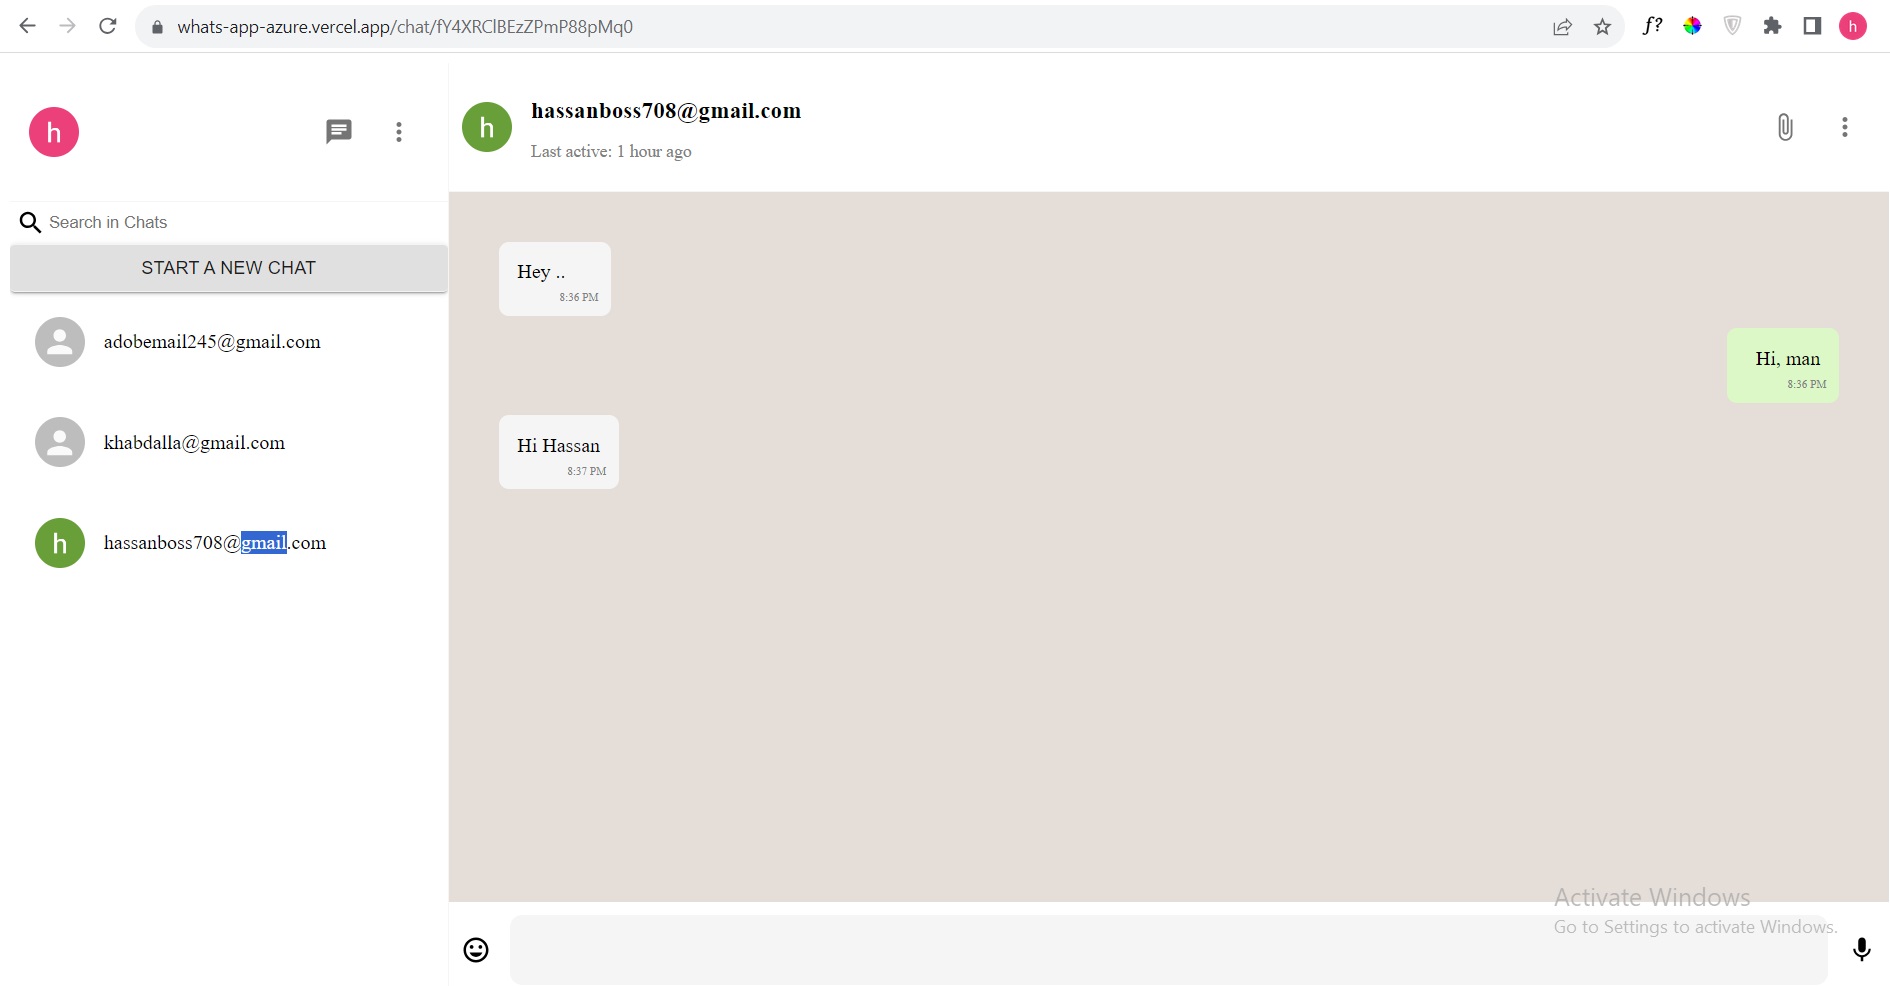 whats-app-azure.vercel.app/chat/fY4XRClBEzZPmP88pMq0
f?
h
h
h
hassanboss708@gmail.com
Last active: 1 hour ago
Search in Chats
START A NEW CHAT
adobemail245@gmail.com
khabdalla@gmail.com
h
hassanboss708@gmail.com
Hey ..
8:36 PM
Hi, man
8:36 PM
Hi Hassan
8:37 PM
Activate Windows
Go to Settings to activate Windows.